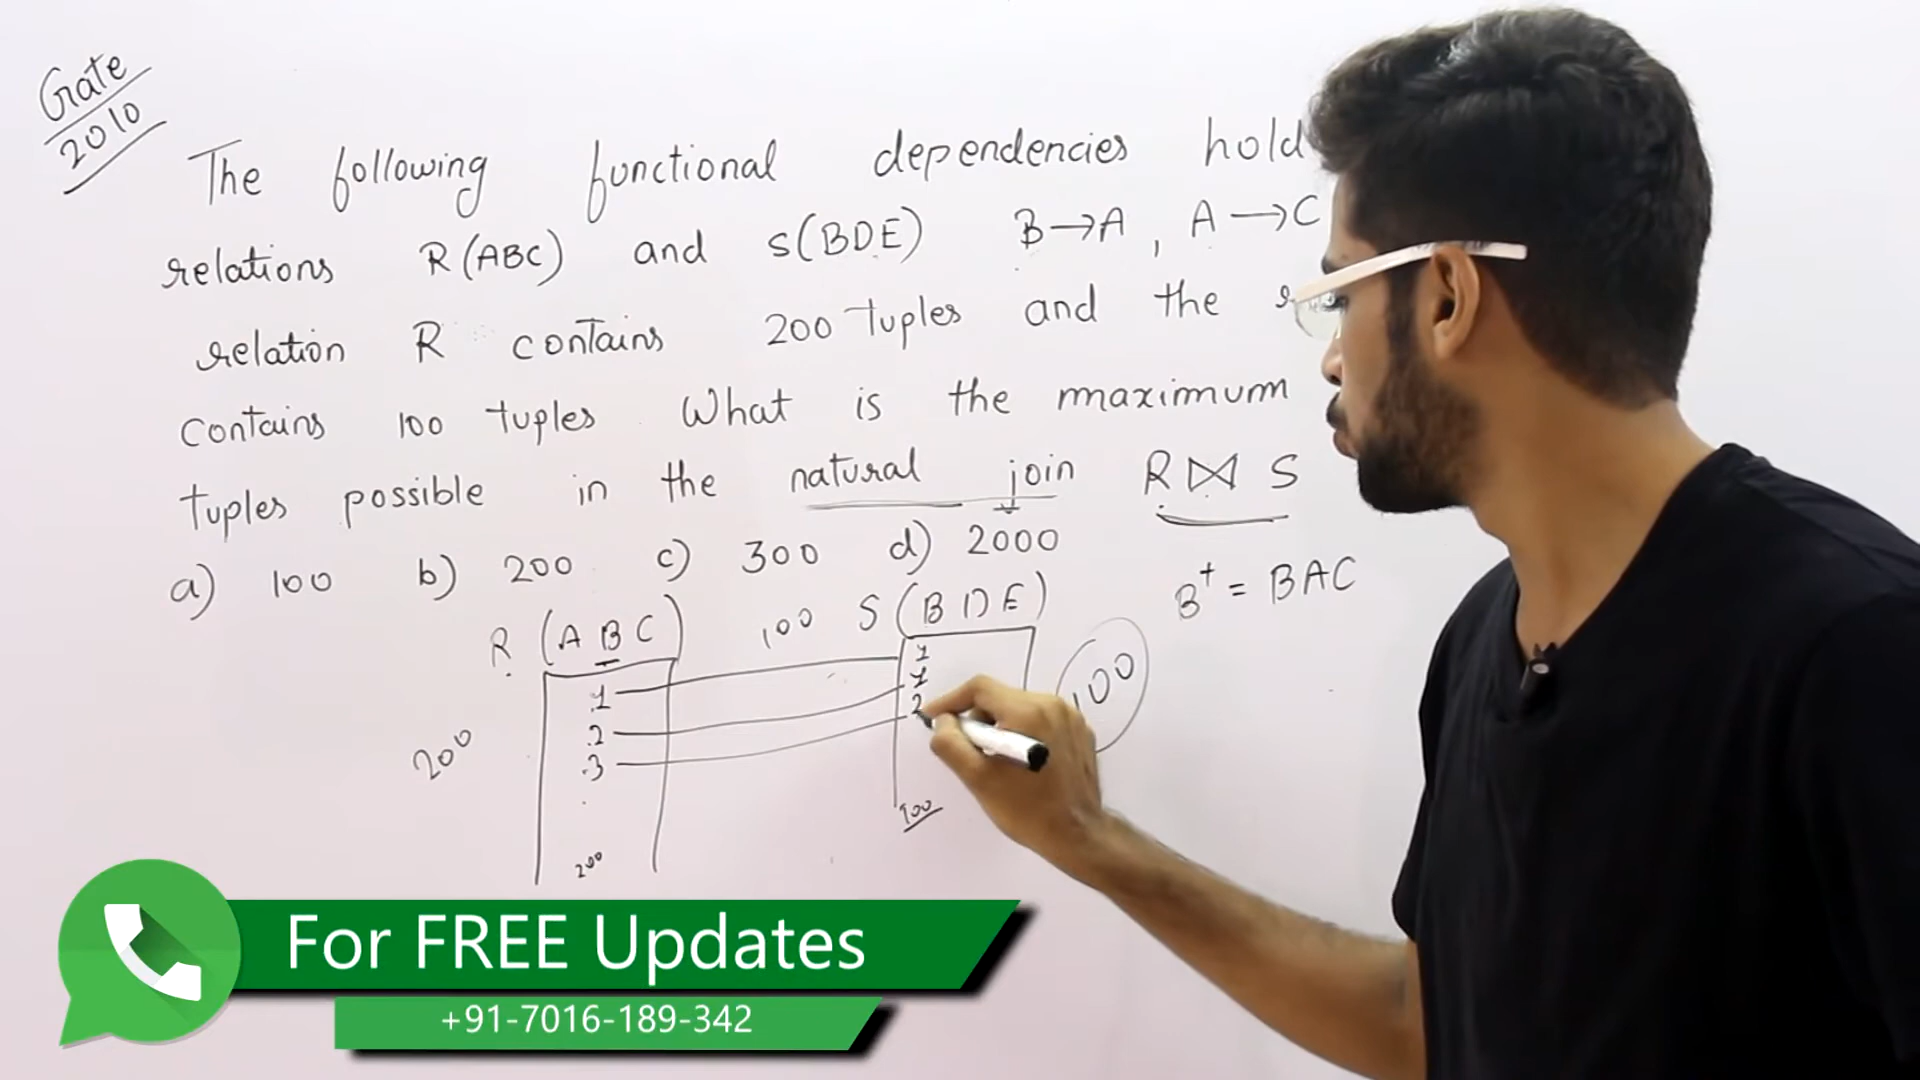 Gate
2010
The following functional dependencies hold
relations R(ABC) and S(BDE) B→A, A→C
relation R contains 200 tuples and the
contains 100 tuples. What is the maximum
tuples possible in the natural join R⋈S
a) 100 b) 200 c) 300 d) 2000
B⁺ = BAC
R (A B C) 100 S (B D E)
1 1
2 1
3 2
200
100
200
100
For FREE Updates
+91-7016-189-342